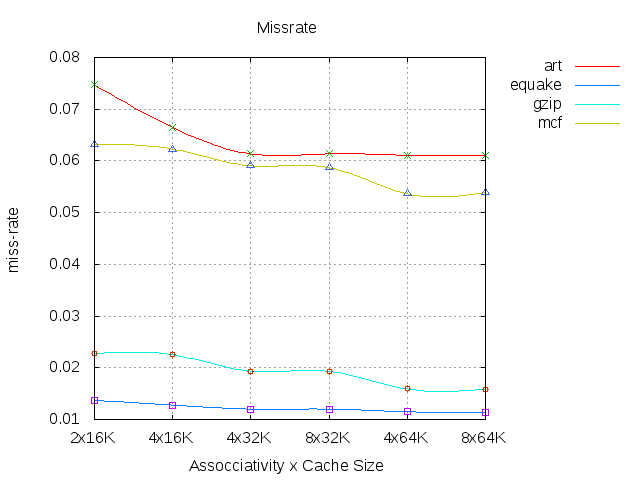 Missrate
0.08
0.07
0.06
0.05
0.04
0.03
0.02
0.01
miss-rate
2x16K 4x16K 4x32K 8x32K 4x64K 8x64K
Assocciativity x Cache Size
art
equake
gzip
mcf